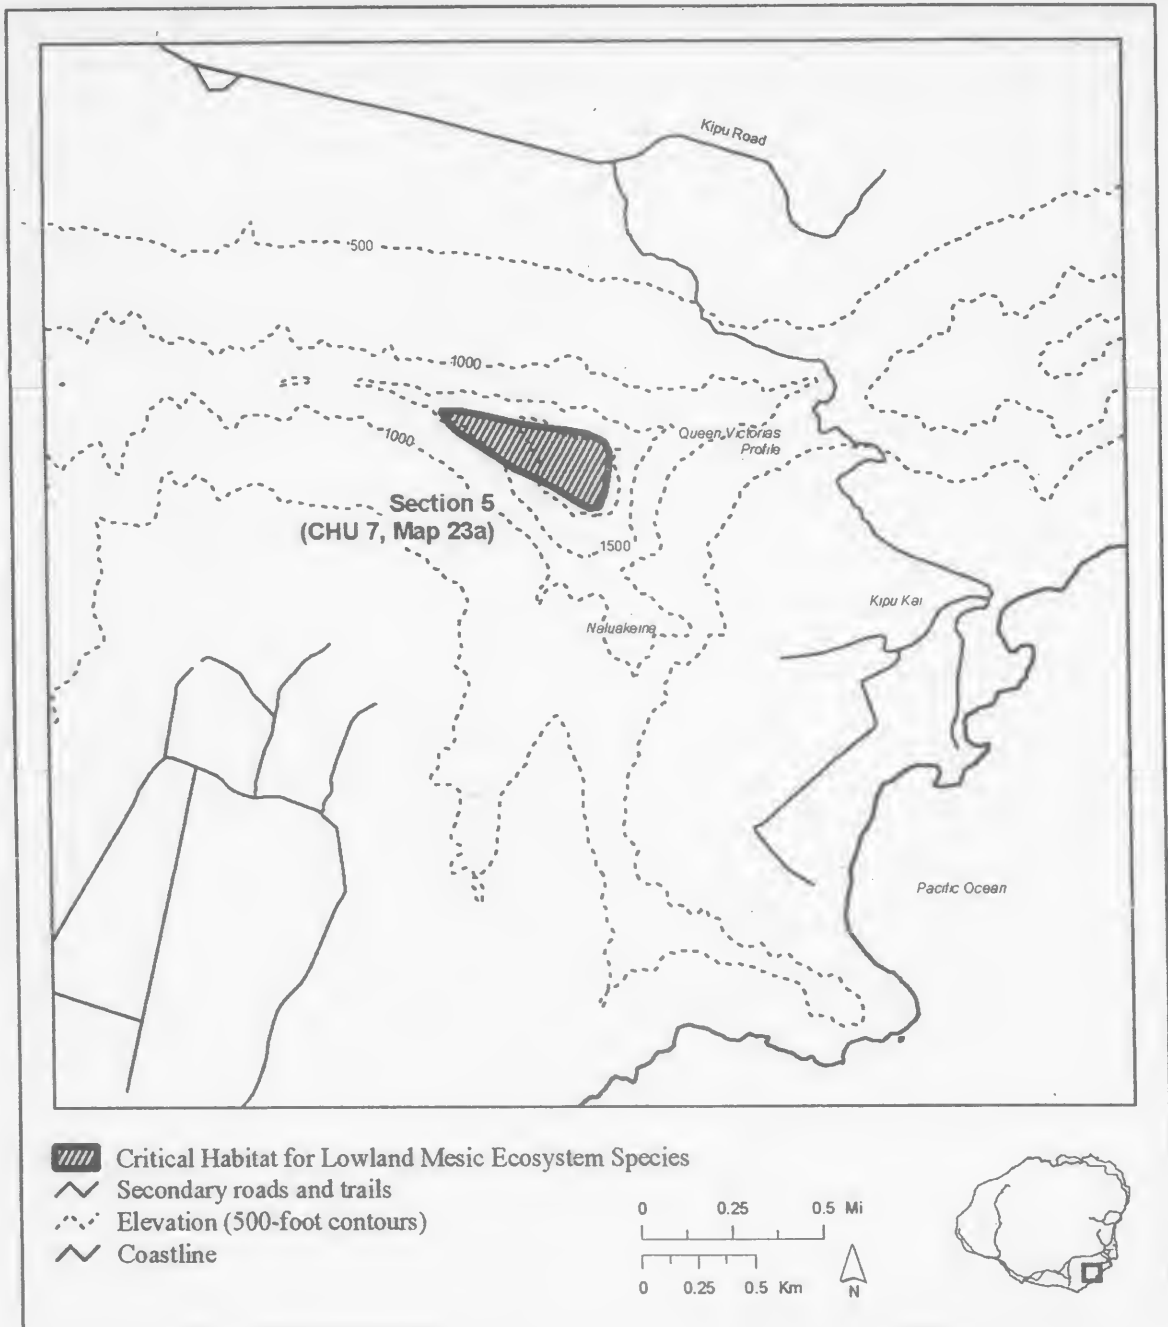 Kipu Road
500
1000
Queen Victorias
Profile
1000
Section 5
(CHU 7, Map 23a)
1500
Kipu Kai
Naluakeina
Pacific Ocean
Critical Habitat for Lowland Mesic Ecosystem Species
Secondary roads and trails
Elevation (500-foot contours)
Coastline
0 0.25 0.5 Mi
0 0.25 0.5 Km
N